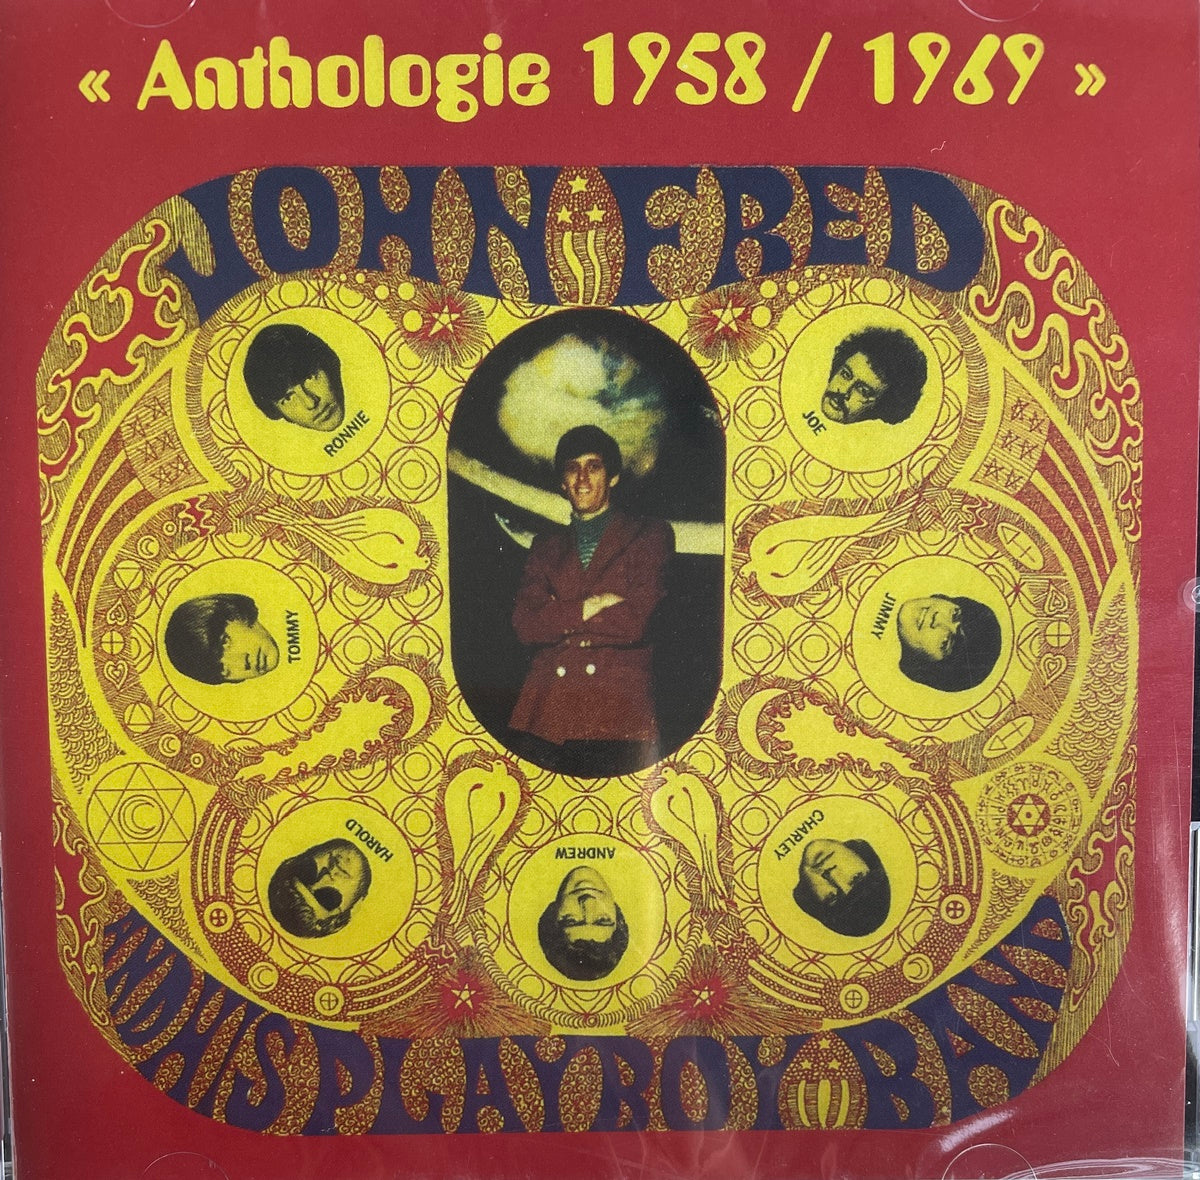 « Anthologie 1958 / 1969 »
JOHN FRED
RONNIE
JOE
TOMMY
JIMMY
HAROLD
ANDREW
CHARLEY
AND HIS PLAYBOY BAND